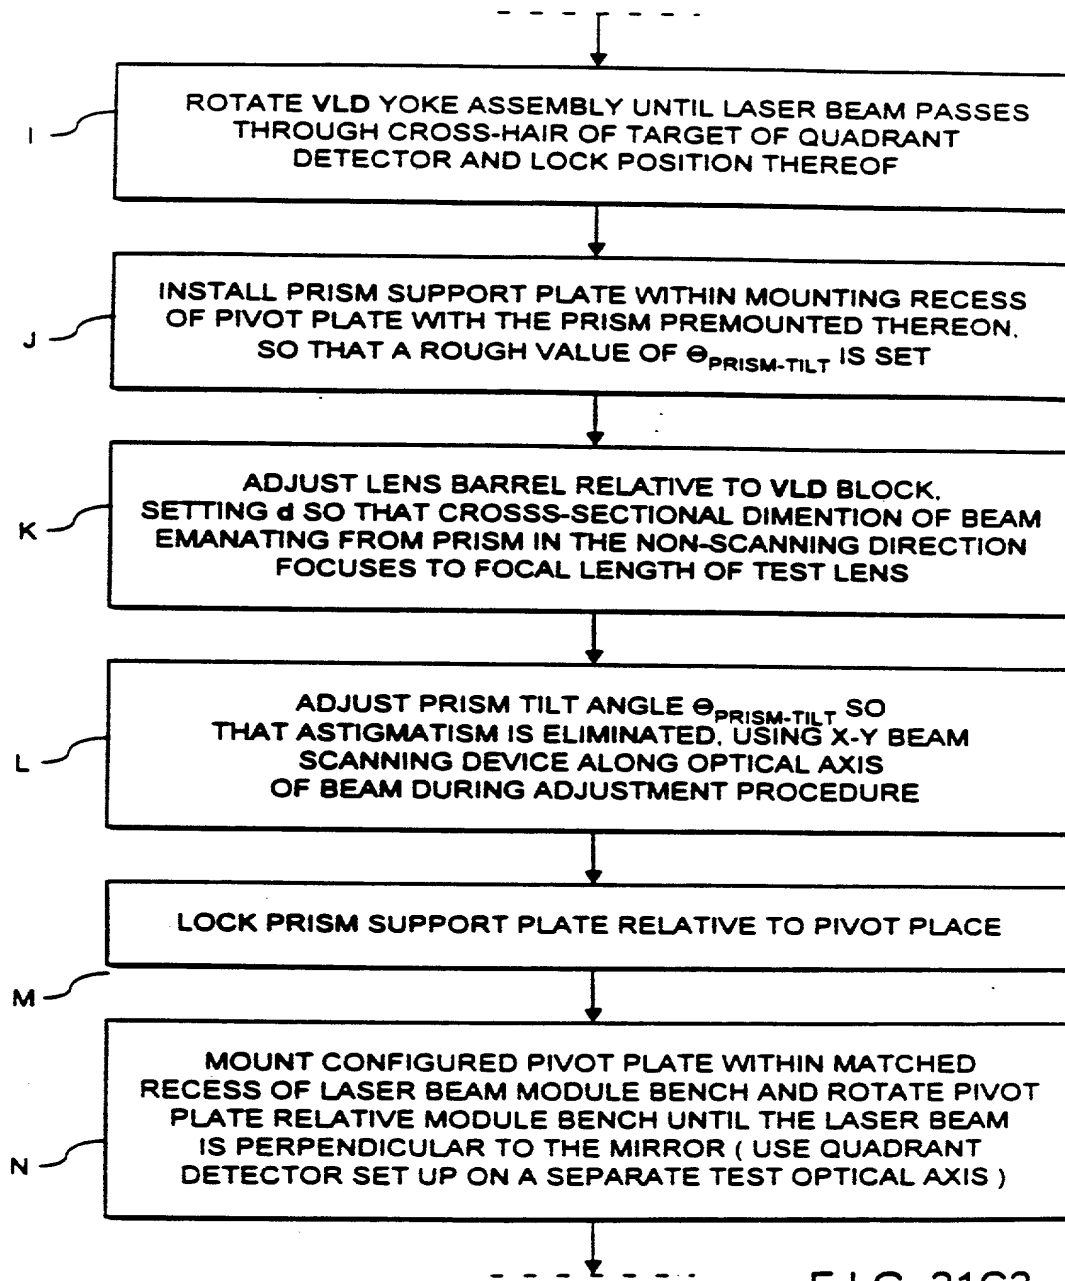 I
ROTATE VLD YOKE ASSEMBLY UNTIL LASER BEAM PASSES
THROUGH CROSS-HAIR OF TARGET OF QUADRANT
DETECTOR AND LOCK POSITION THEREOF
J
INSTALL PRISM SUPPORT PLATE WITHIN MOUNTING RECESS
OF PIVOT PLATE WITH THE PRISM PREMOUNTED THEREON.
SO THAT A ROUGH VALUE OF ΘPRISM-TILT IS SET
K
ADJUST LENS BARREL RELATIVE TO VLD BLOCK.
SETTING d SO THAT CROSSS-SECTIONAL DIMENTION OF BEAM
EMANATING FROM PRISM IN THE NON-SCANNING DIRECTION
FOCUSES TO FOCAL LENGTH OF TEST LENS
L
ADJUST PRISM TILT ANGLE ΘPRISM-TILT SO
THAT ASTIGMATISM IS ELIMINATED. USING X-Y BEAM
SCANNING DEVICE ALONG OPTICAL AXIS
OF BEAM DURING ADJUSTMENT PROCEDURE
LOCK PRISM SUPPORT PLATE RELATIVE TO PIVOT PLACE
M
MOUNT CONFIGURED PIVOT PLATE WITHIN MATCHED
RECESS OF LASER BEAM MODULE BENCH AND ROTATE PIVOT
PLATE RELATIVE MODULE BENCH UNTIL THE LASER BEAM
IS PERPENDICULAR TO THE MIRROR ( USE QUADRANT
DETECTOR SET UP ON A SEPARATE TEST OPTICAL AXIS )
N